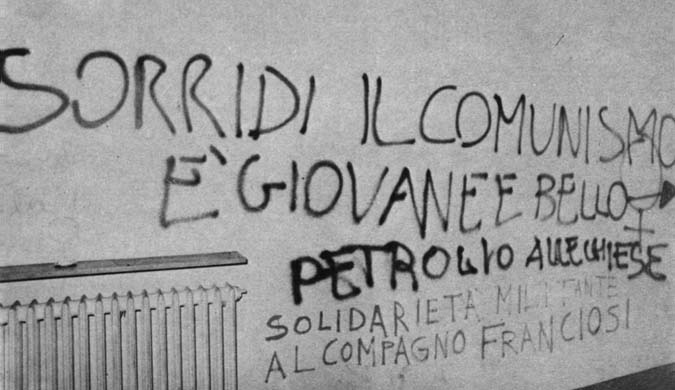 SORRIDI IL COMUNISMO
E' GIOVANE E BELLO
PETROLIO ALLE CHIESE
SOLIDARIETÀ MILITANTE
AL COMPAGNO FRANCIOSI